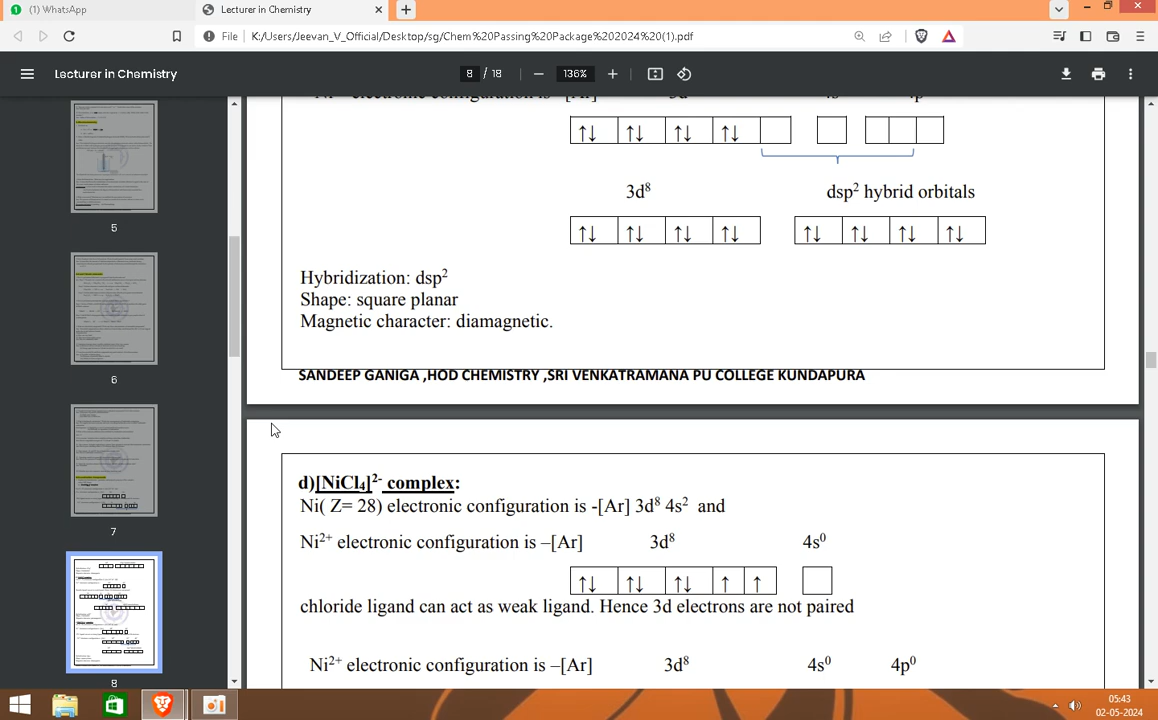 (1) WhatsApp
Lecturer in Chemistry
File K:/Users/Jeevan_V_Official/Desktop/sg/Chem%20Passing%20Package%202024%20(1).pdf
Lecturer in Chemistry
8 / 18
136%
5
6
7
8
3d⁸ dsp² hybrid orbitals
Hybridization: dsp²
Shape: square planar
Magnetic character: diamagnetic.
SANDEEP GANIGA ,HOD CHEMISTRY ,SRI VENKATRAMANA PU COLLEGE KUNDAPURA
d)[NiCl₄]²⁻ complex:
Ni( Z= 28) electronic configuration is -[Ar] 3d⁸ 4s² and
Ni²⁺ electronic configuration is –[Ar] 3d⁸ 4s⁰
chloride ligand can act as weak ligand. Hence 3d electrons are not paired
Ni²⁺ electronic configuration is –[Ar] 3d⁸ 4s⁰ 4p⁰
05:43
02-05-2024